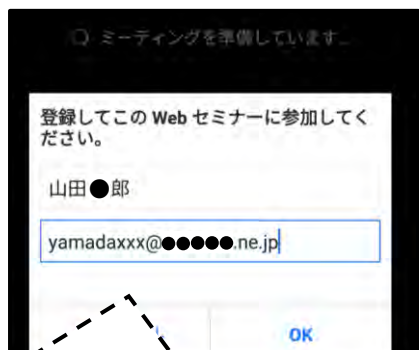 ミーティングを準備しています...
登録してこの Web セミナーに参加してく
ださい。
山田●郎
yamadaxxx@●●●●●.ne.jp
OK